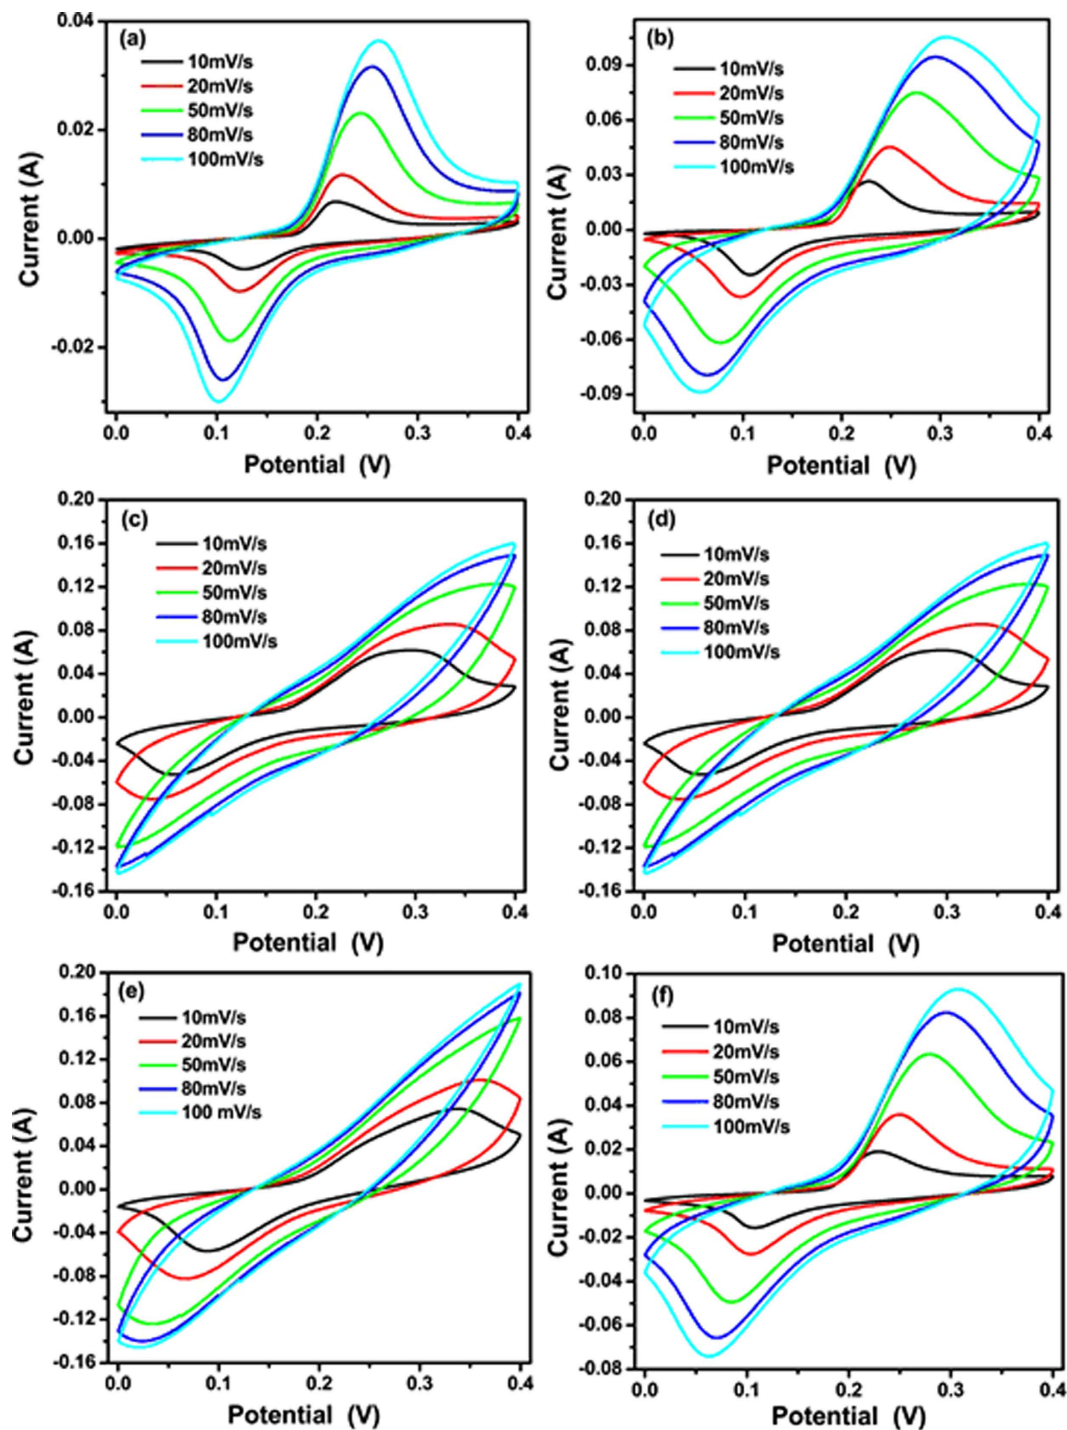 (a)
10mV/s
20mV/s
50mV/s
80mV/s
100mV/s
0.04
0.02
0.00
-0.02
Current (A)
0.0 0.1 0.2 0.3 0.4
Potential (V)
(b)
10mV/s
20mV/s
50mV/s
80mV/s
100mV/s
0.09
0.06
0.03
0.00
-0.03
-0.06
-0.09
Current (A)
0.0 0.1 0.2 0.3 0.4
Potential (V)
(c)
10mV/s
20mV/s
50mV/s
80mV/s
100mV/s
0.20
0.16
0.12
0.08
0.04
0.00
-0.04
-0.08
-0.12
-0.16
Current (A)
0.0 0.1 0.2 0.3 0.4
Potential (V)
(d)
10mV/s
20mV/s
50mV/s
80mV/s
100mV/s
0.20
0.16
0.12
0.08
0.04
0.00
-0.04
-0.08
-0.12
-0.16
Current (A)
0.0 0.1 0.2 0.3 0.4
Potential (V)
(e)
10mV/s
20mV/s
50mV/s
80mV/s
100 mV/s
0.20
0.16
0.12
0.08
0.04
0.00
-0.04
-0.08
-0.12
-0.16
Current (A)
0.0 0.1 0.2 0.3 0.4
Potential (V)
(f)
10mV/s
20mV/s
50mV/s
80mV/s
100mV/s
0.10
0.08
0.06
0.04
0.02
0.00
-0.02
-0.04
-0.06
-0.08
Current (A)
0.0 0.1 0.2 0.3 0.4
Potential (V)